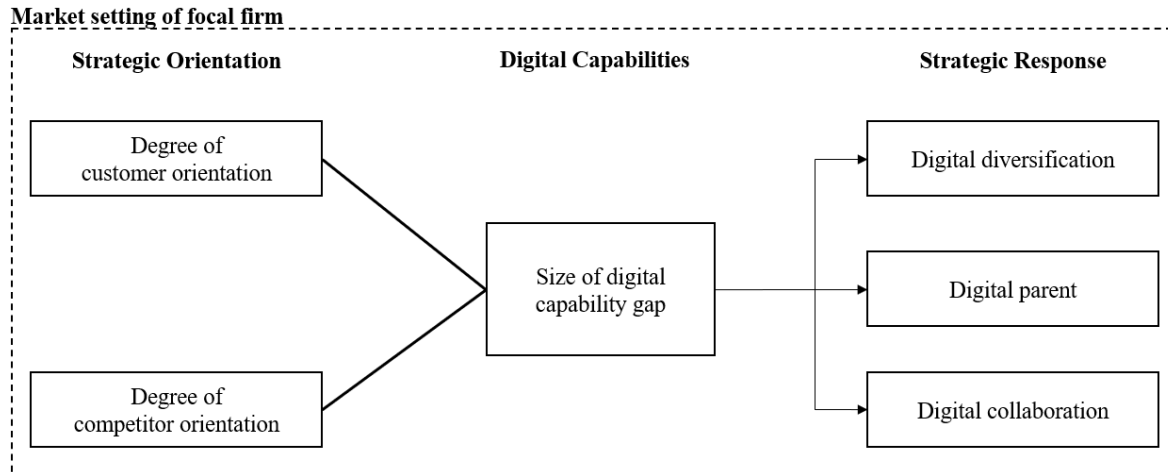 Market setting of focal firm
Strategic Orientation
Digital Capabilities
Strategic Response
Degree of
customer orientation
Digital diversification
Size of digital
capability gap
Digital parent
Degree of
competitor orientation
Digital collaboration